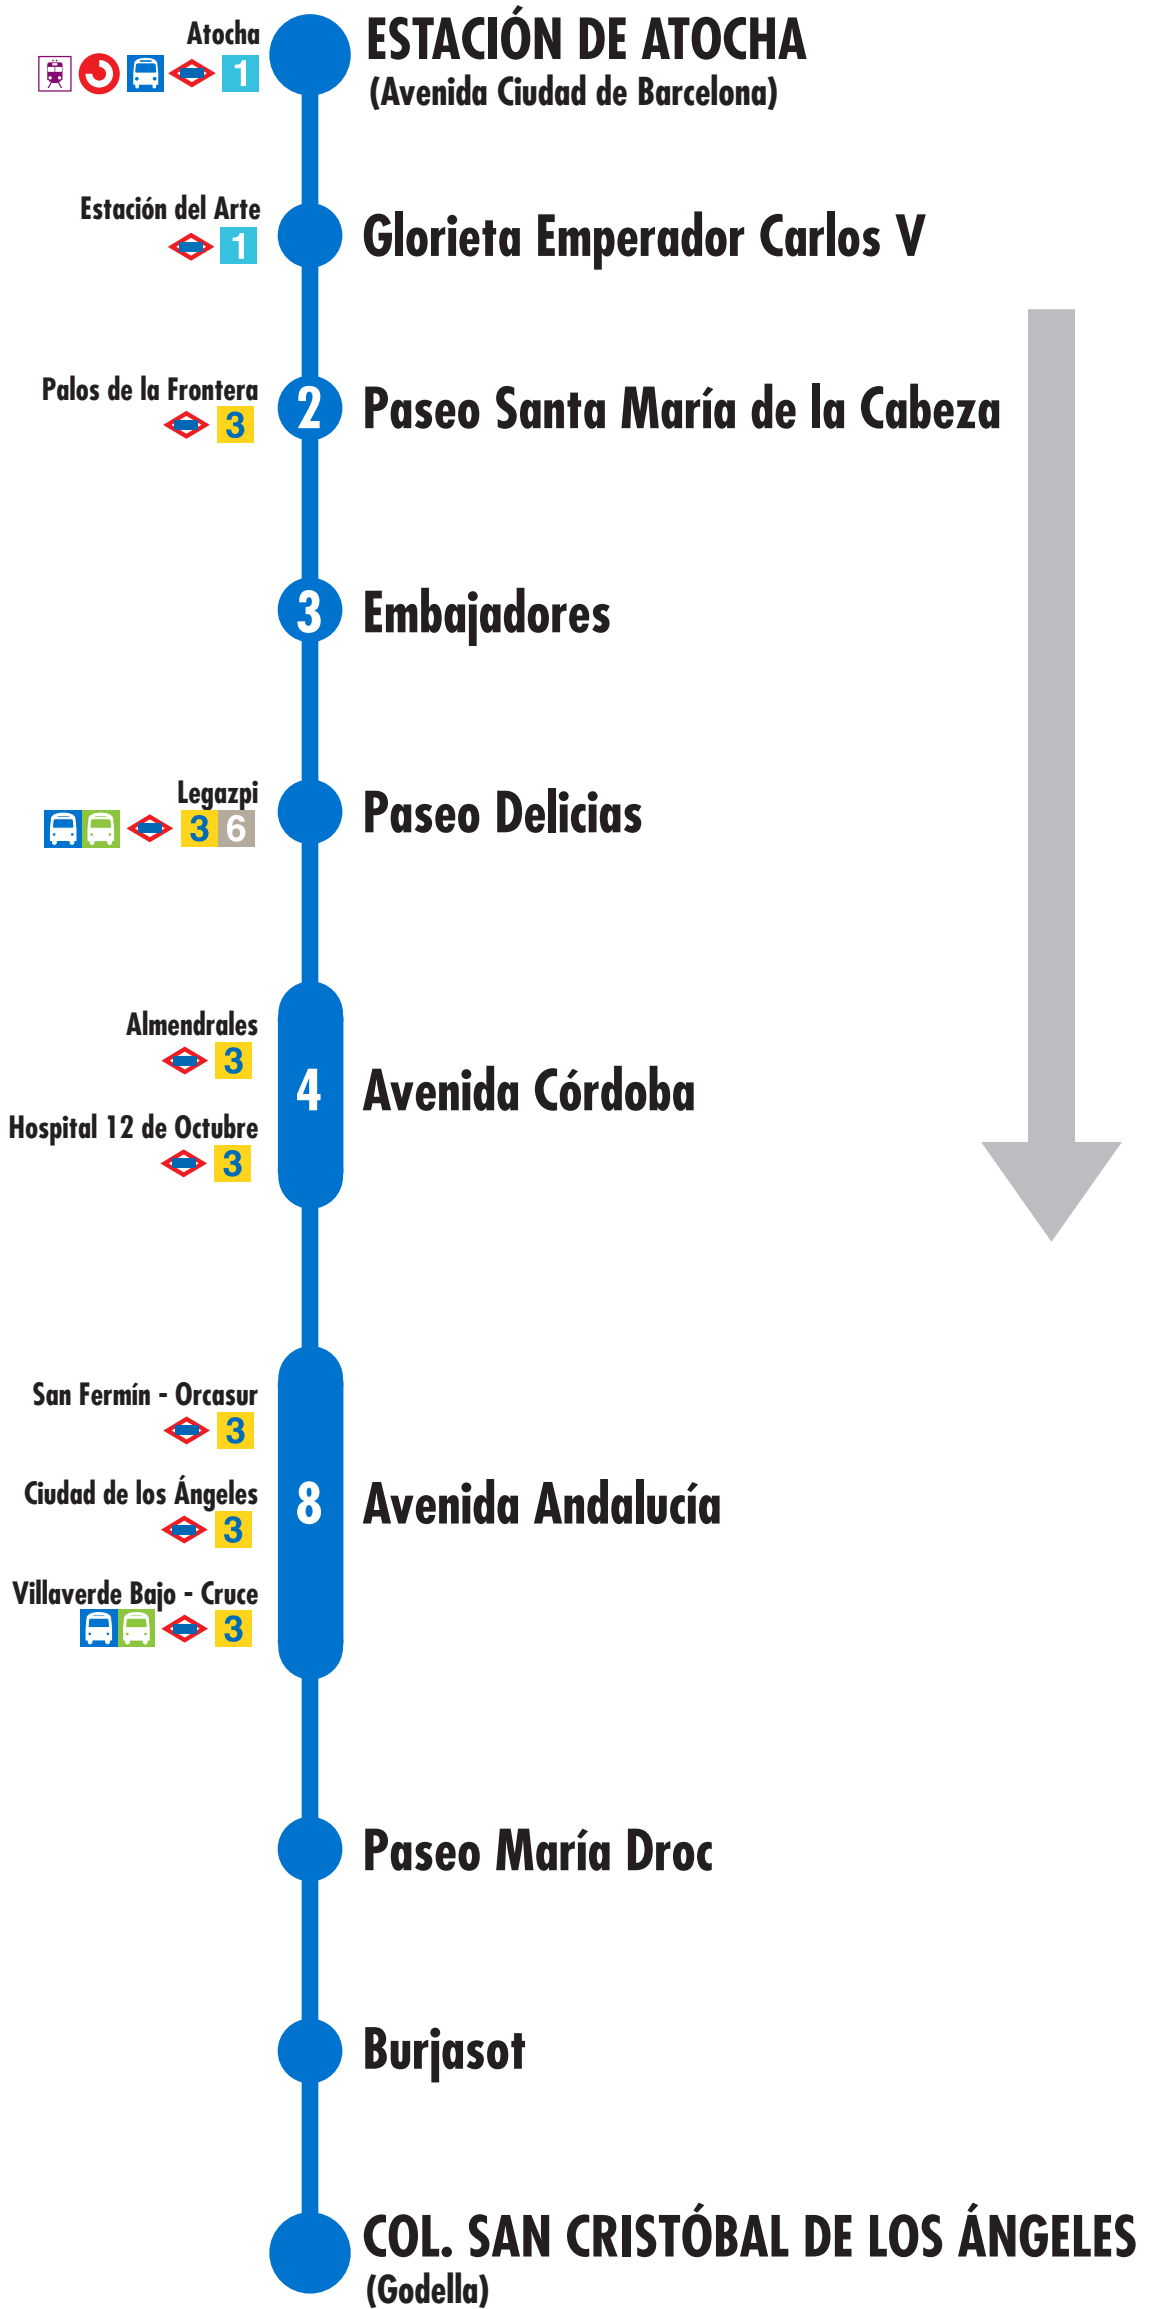 Atocha
1
ESTACIÓN DE ATOCHA
(Avenida Ciudad de Barcelona)
Estación del Arte
1
Glorieta Emperador Carlos V
Palos de la Frontera
3
2
Paseo Santa María de la Cabeza
3
Embajadores
Legazpi
3 6
Paseo Delicias
Almendrales
3
4
Avenida Córdoba
Hospital 12 de Octubre
3
San Fermín - Orcasur
3
Ciudad de los Ángeles
3
8
Avenida Andalucía
Villaverde Bajo - Cruce
3
Paseo María Droc
Burjasot
COL. SAN CRISTÓBAL DE LOS ÁNGELES
(Godella)